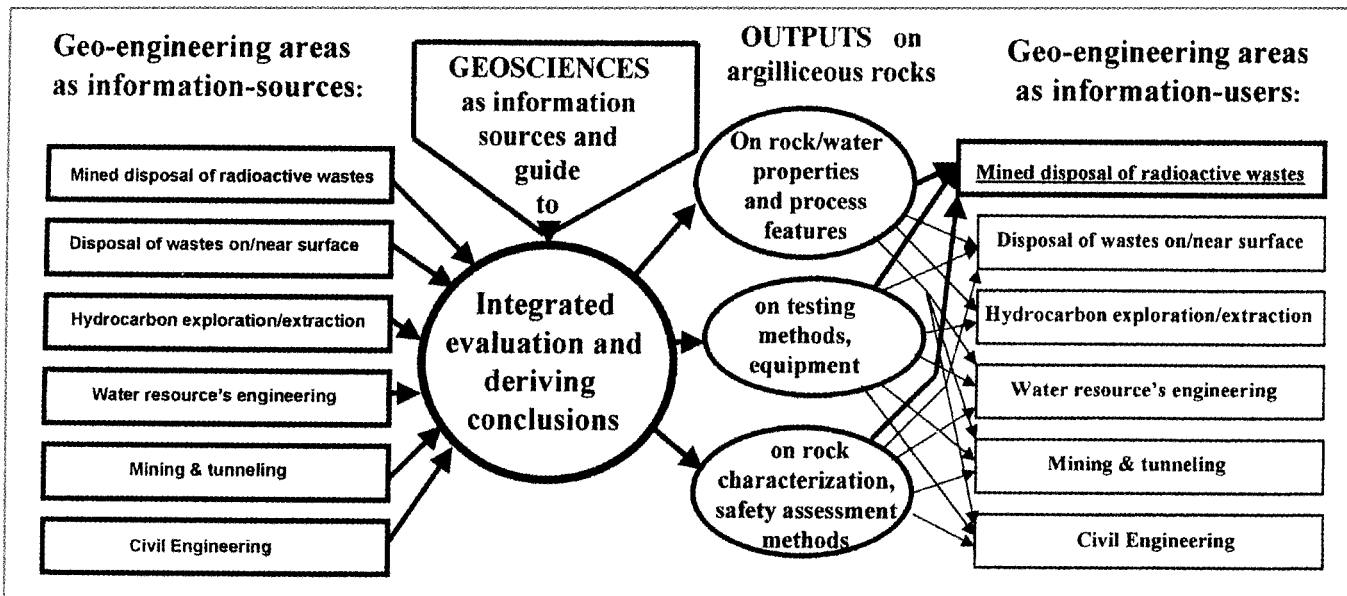 Geo-engineering areas
as information-sources:
Mined disposal of radioactive wastes
Disposal of wastes on/near surface
Hydrocarbon exploration/extraction
Water resource's engineering
Mining & tunneling
Civil Engineering
GEOSCIENCES
as information
sources and
guide
to
Integrated
evaluation and
deriving
conclusions
OUTPUTS on
argilliceous rocks
On rock/water
properties
and process
features
on testing
methods,
equipment
on rock
characterization,
safety assessment
methods
Geo-engineering areas
as information-users:
Mined disposal of radioactive wastes
Disposal of wastes on/near surface
Hydrocarbon exploration/extraction
Water resource's engineering
Mining & tunneling
Civil Engineering